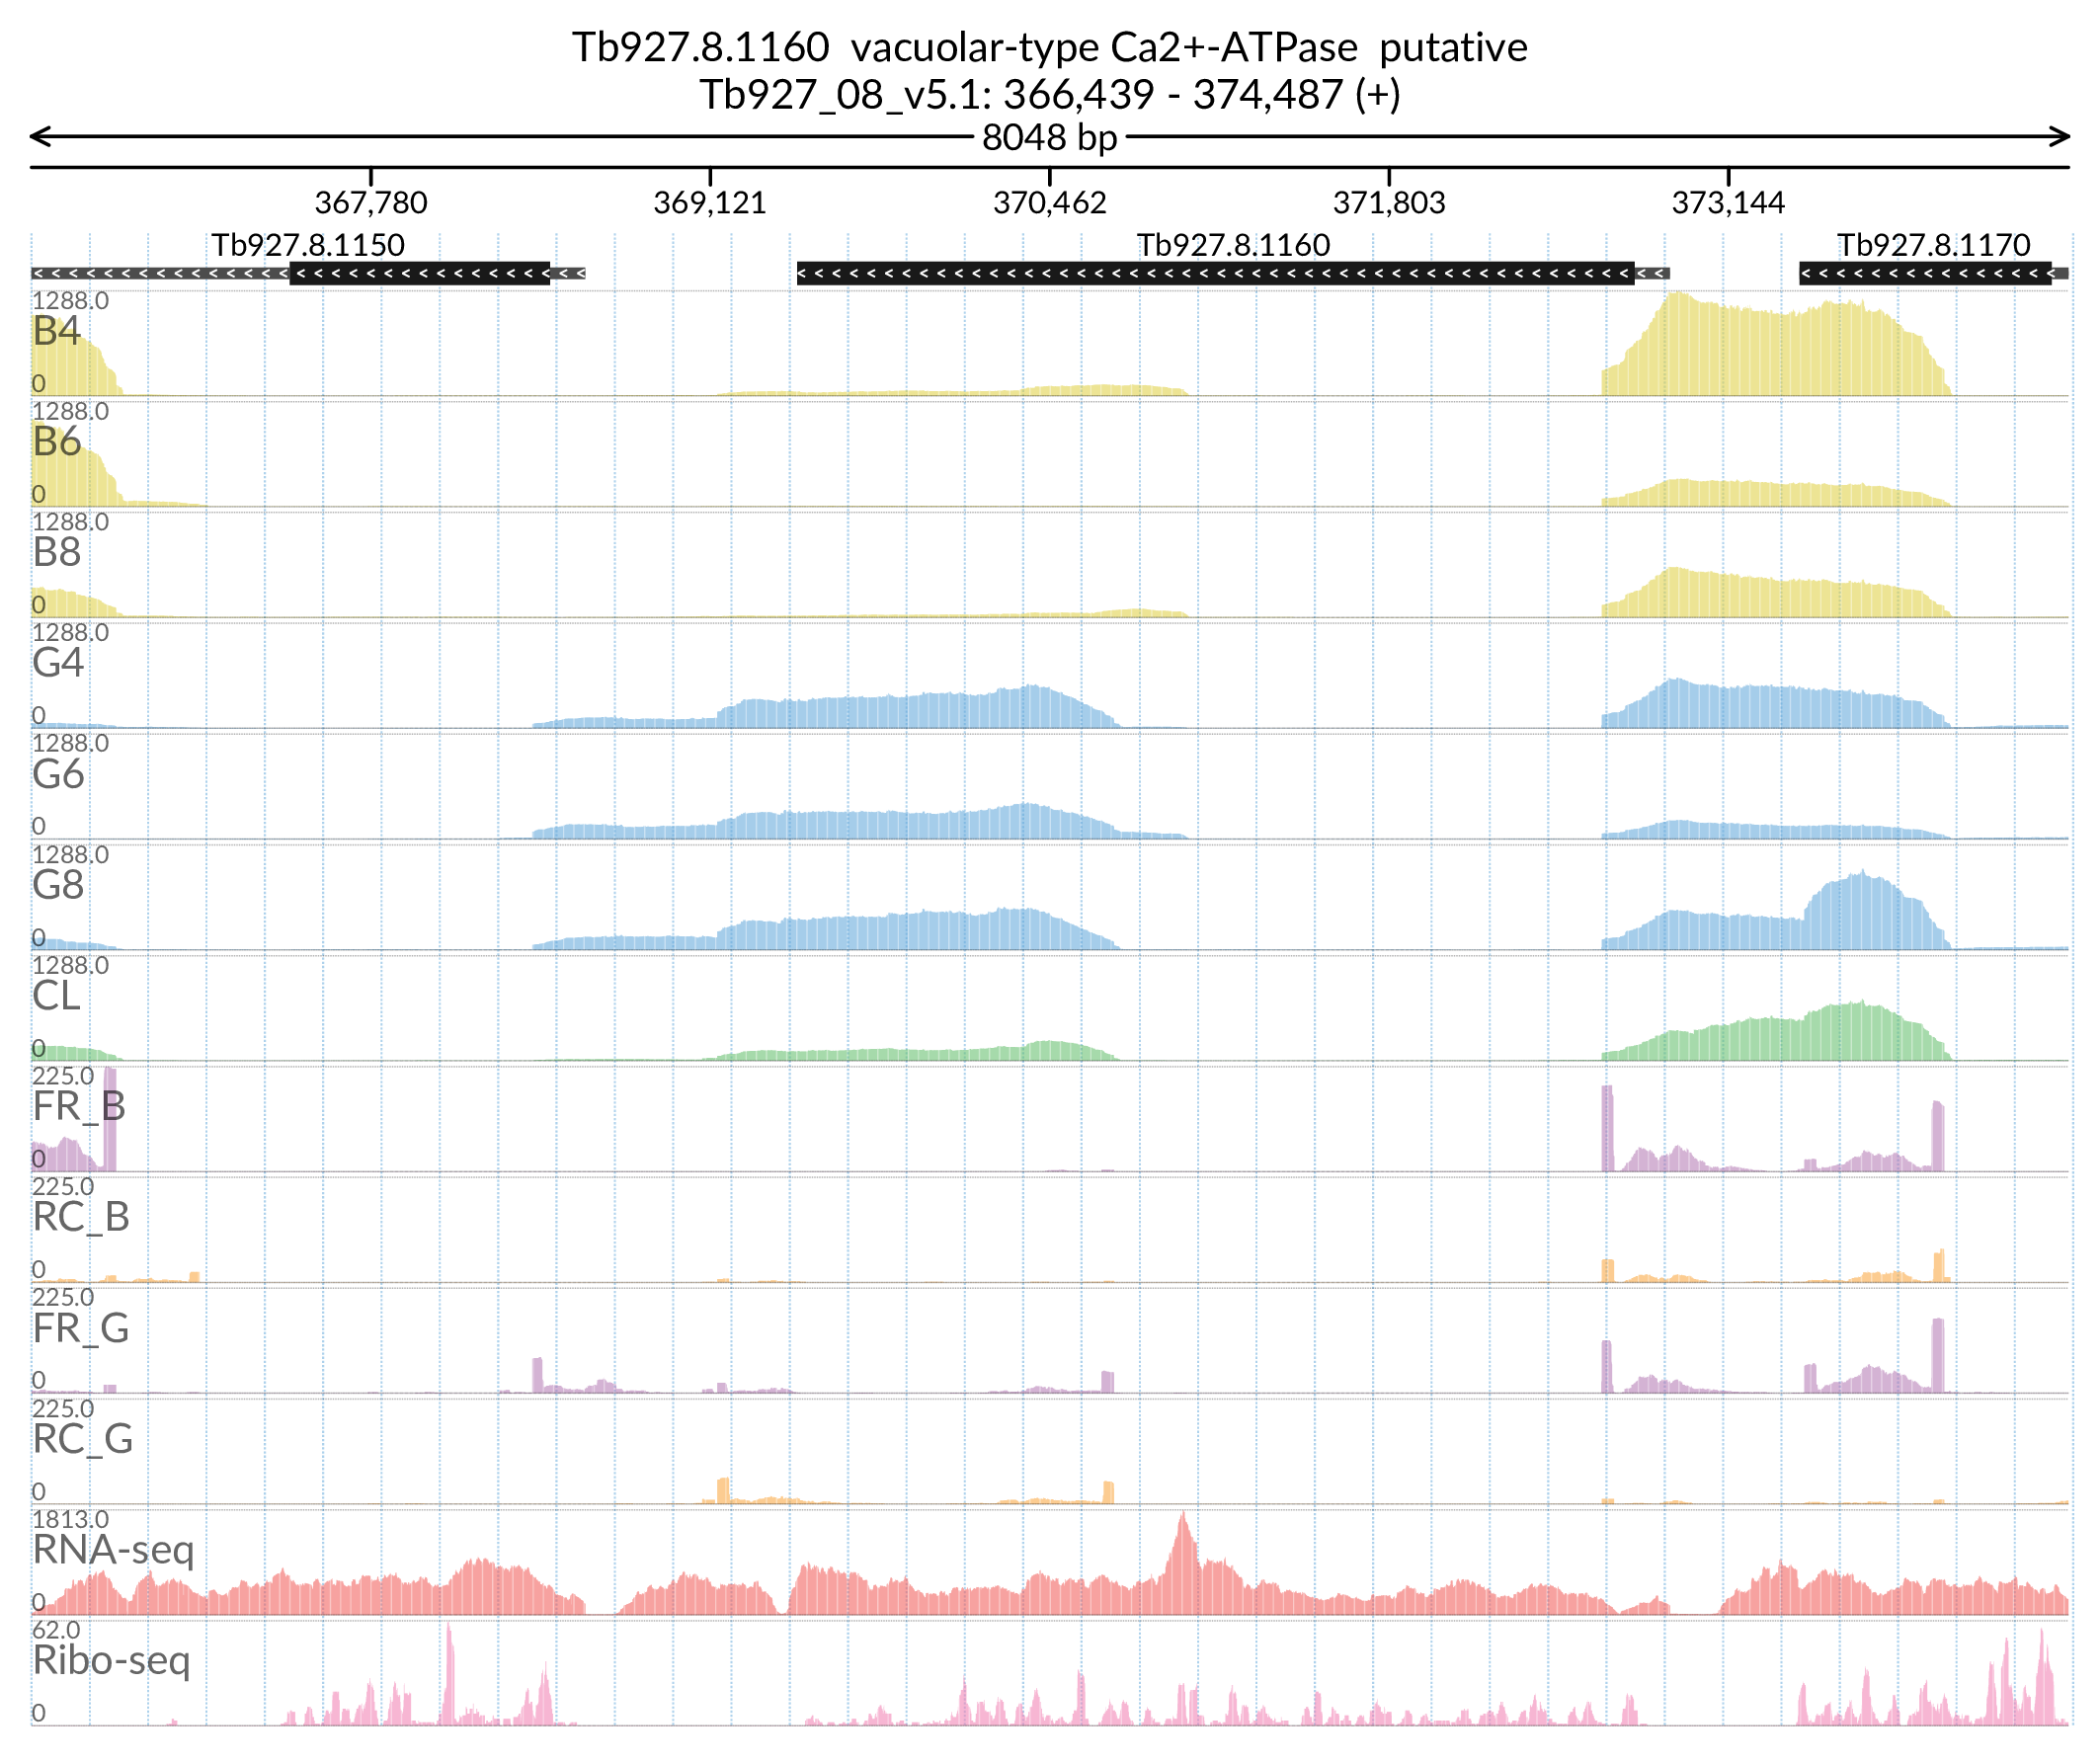 Tb927.8.1160 vacuolar-type Ca2+-ATPase putative
Tb927_08_v5.1: 366,439 - 374,487 (+)
8048 bp
367,780 369,121 370,462 371,803 373,144
Tb927.8.1150 Tb927.8.1160 Tb927.8.1170
1288.0
B4
0
1288.0
B6
0
1288.0
B8
0
1288.0
G4
0
1288.0
G6
0
1288.0
G8
0
1288.0
CL
0
225.0
FR_B
0
225.0
RC_B
0
225.0
FR_G
0
225.0
RC_G
0
1813.0
RNA-seq
0
62.0
Ribo-seq
0